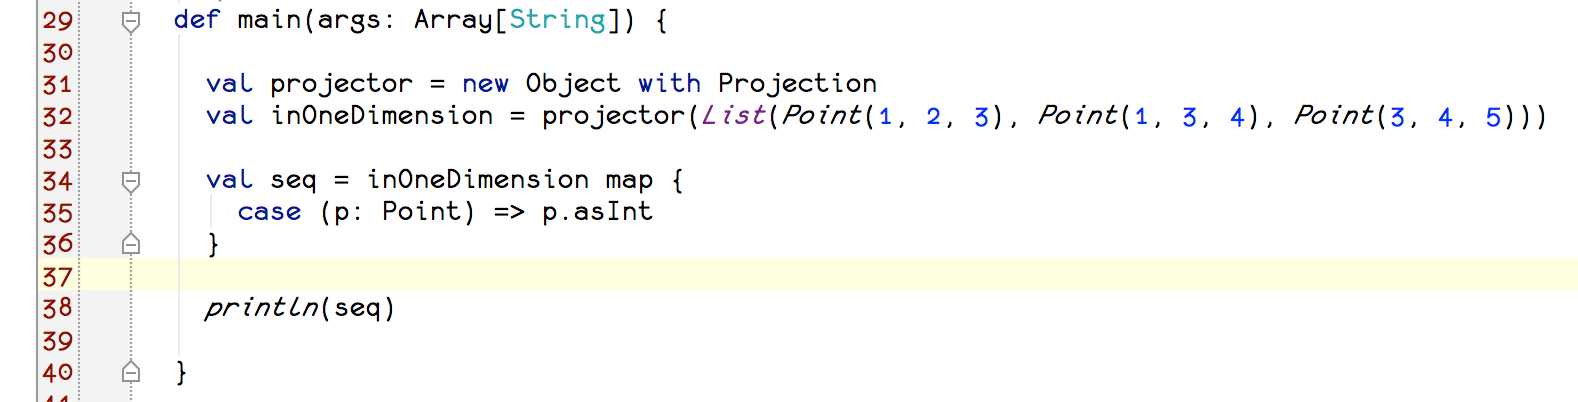 29 def main(args: Array[String]) {
30
31 val projector = new Object with Projection
32 val inOneDimension = projector(List(Point(1, 2, 3), Point(1, 3, 4), Point(3, 4, 5)))
33
34 val seq = inOneDimension map {
35 case (p: Point) => p.asInt
36 }
37
38 println(seq)
39
40 }